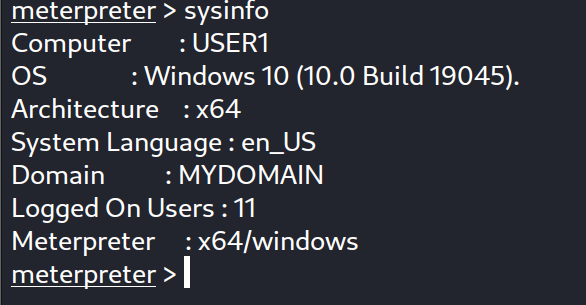 meterpreter > sysinfo
Computer : USER1
OS : Windows 10 (10.0 Build 19045).
Architecture : x64
System Language : en_US
Domain : MYDOMAIN
Logged On Users : 11
Meterpreter : x64/windows
meterpreter >